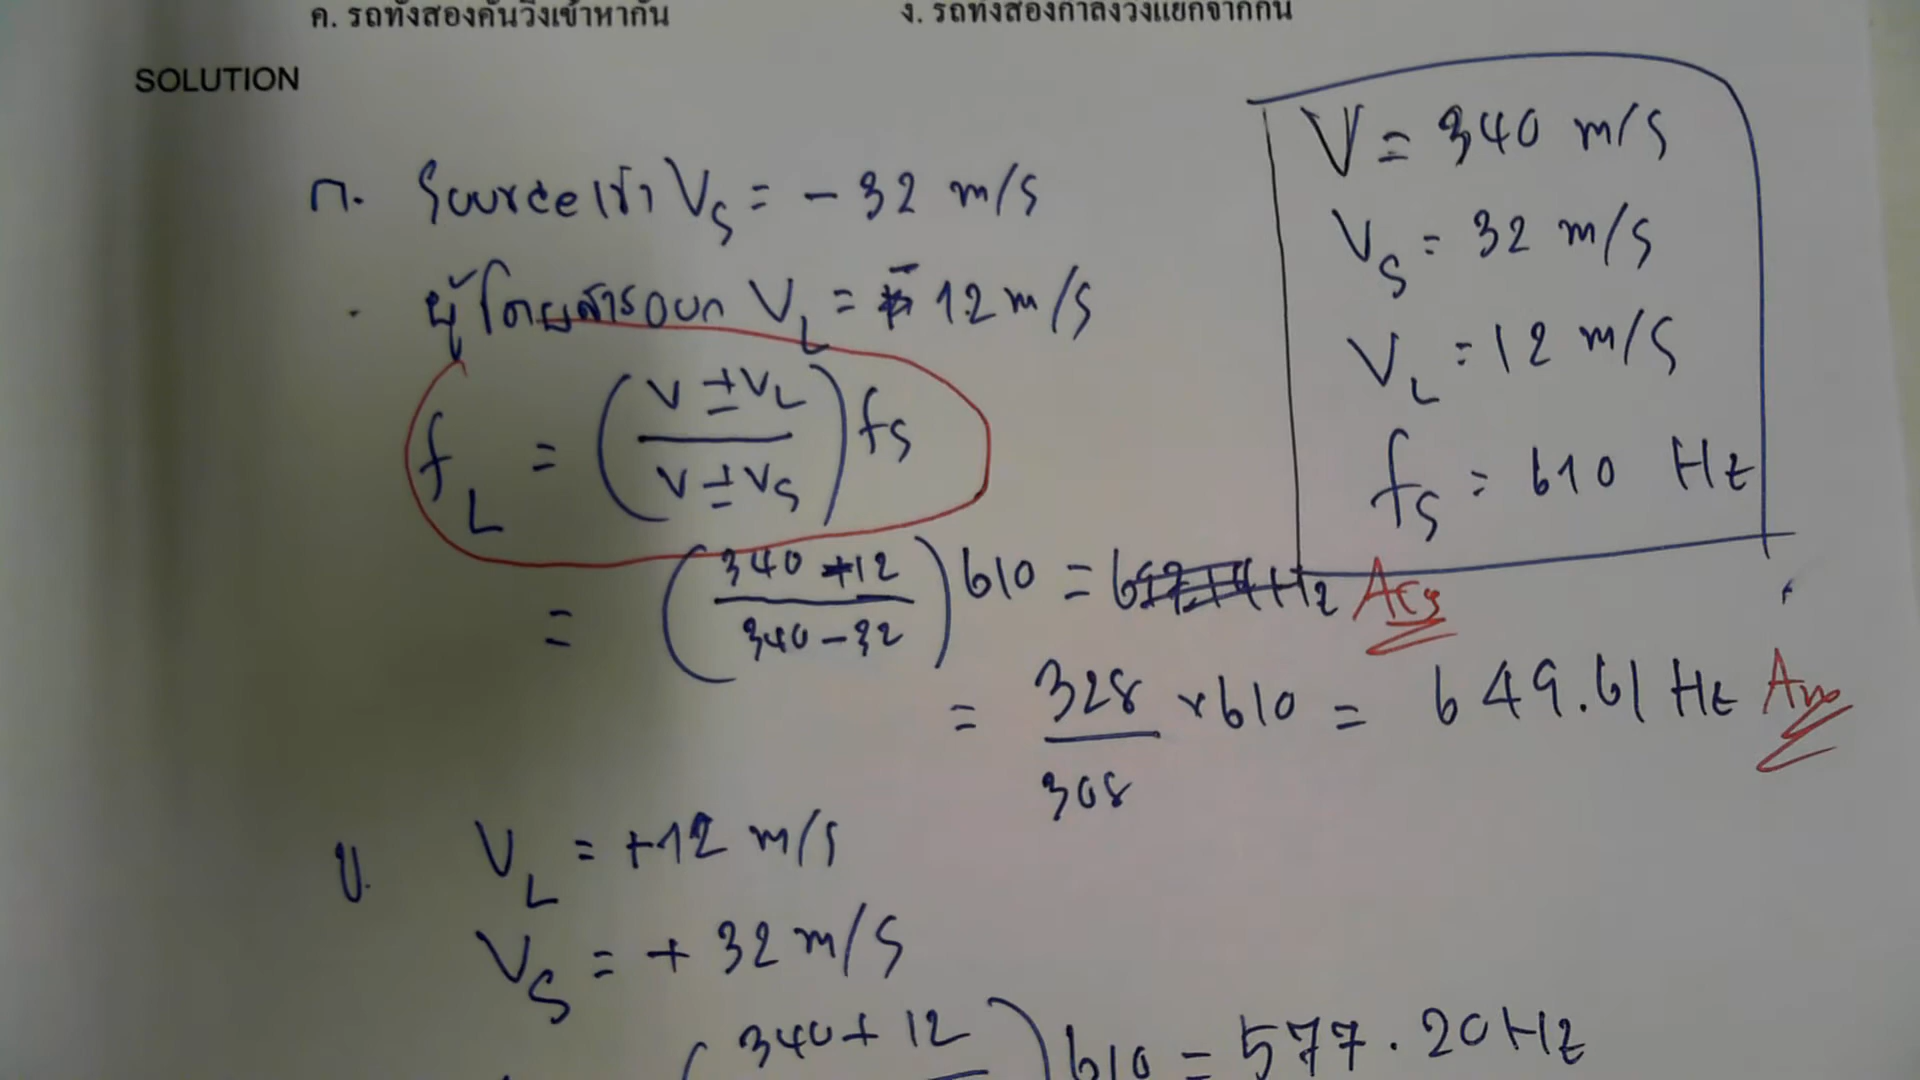 ค. รถทั้งสองคันวิ่งเข้าหากัน ง. รถทั้งสองกำลังวิ่งแยกจากกัน
SOLUTION
ก. Source เข้า Vs = - 32 m/s
ผู้โดยสารออก VL = - 12 m/s
fL = ( V ± VL / V ± Vs ) fs
= ( 340 - 12 / 340 - 32 ) 610 = Hz
= 328 / 308 × 610 = 649.61 Hz Ans
ข. VL = +12 m/s
Vs = + 32 m/s
340 + 12 ) 610 = 577.20 Hz
V = 340 m/s
Vs = 32 m/s
VL = 12 m/s
fs = 610 Hz